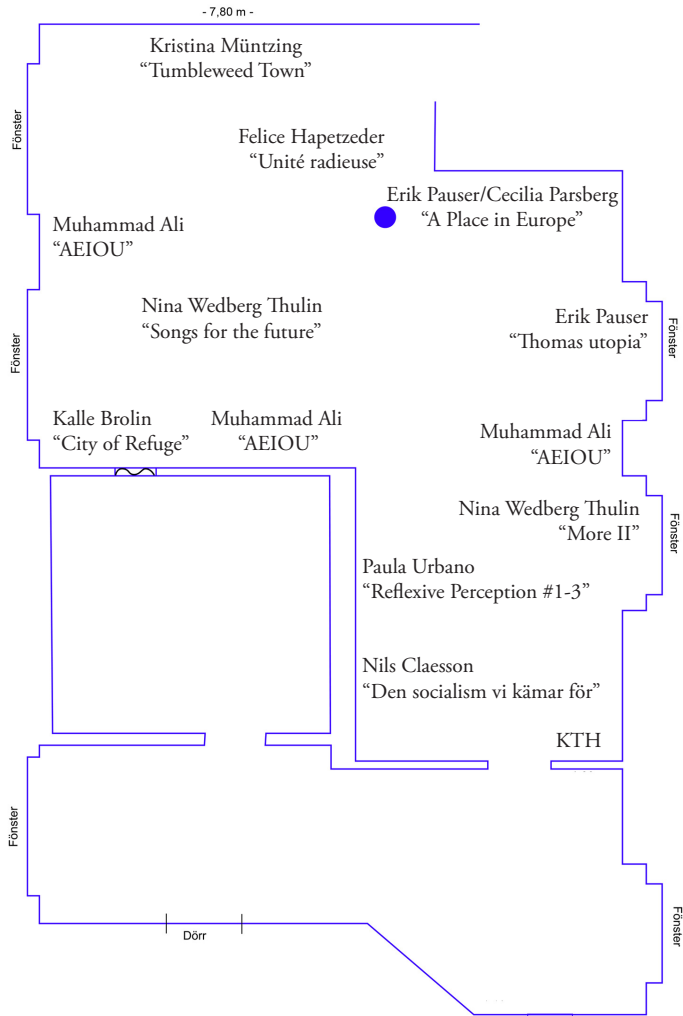 - 7,80 m -
Kristina Müntzing
“Tumbleweed Town”
Fönster
Felice Hapetzeder
“Unité radieuse”
Erik Pauser/Cecilia Parsberg
“A Place in Europe”
Muhammad Ali
“AEIOU”
Nina Wedberg Thulin
“Songs for the future”
Erik Pauser
“Thomas utopia”
Fönster
Fönster
Kalle Brolin
“City of Refuge”
Muhammad Ali
“AEIOU”
Muhammad Ali
“AEIOU”
Nina Wedberg Thulin
“More II”
Fönster
Paula Urbano
“Reflexive Perception #1-3”
Nils Claesson
“Den socialism vi kämar för”
KTH
Fönster
Fönster
Dörr